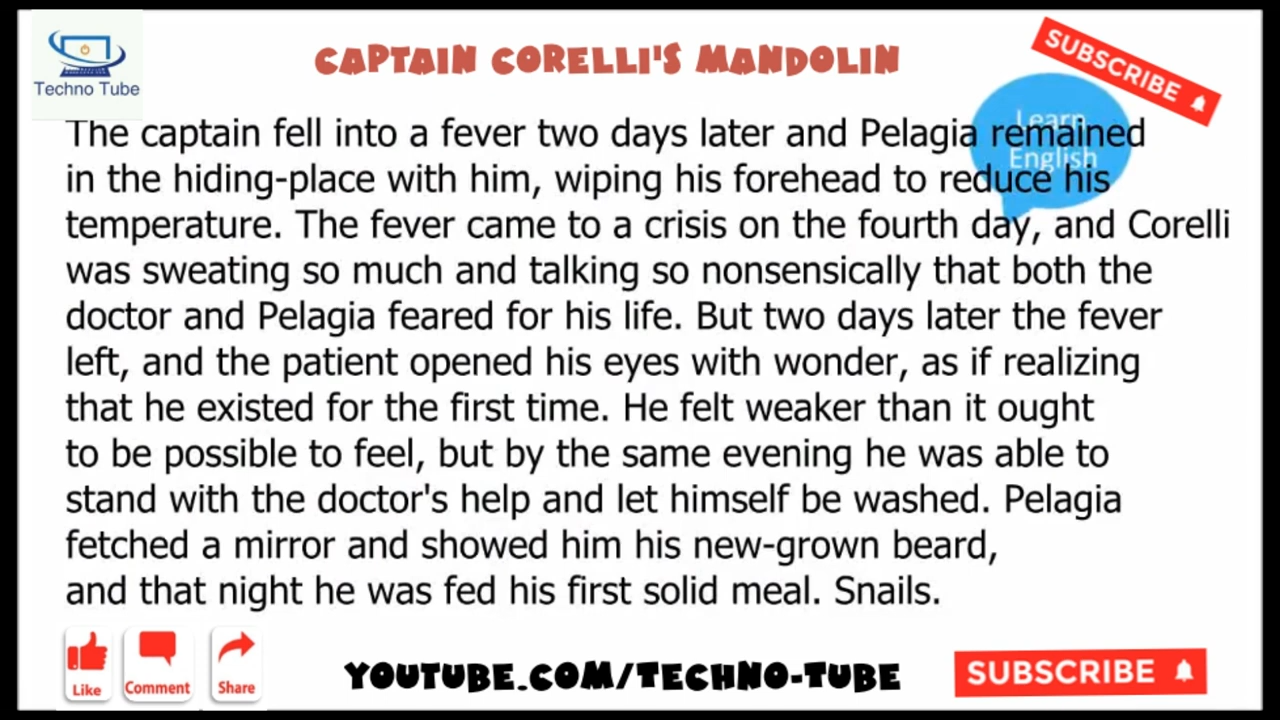 CAPTAIN CORELLI'S MANDOLIN
SUBSCRIBE
Techno Tube
Learn
English
The captain fell into a fever two days later and Pelagia remained
in the hiding-place with him, wiping his forehead to reduce his
temperature. The fever came to a crisis on the fourth day, and Corelli
was sweating so much and talking so nonsensically that both the
doctor and Pelagia feared for his life. But two days later the fever
left, and the patient opened his eyes with wonder, as if realizing
that he existed for the first time. He felt weaker than it ought
to be possible to feel, but by the same evening he was able to
stand with the doctor's help and let himself be washed. Pelagia
fetched a mirror and showed him his new-grown beard,
and that night he was fed his first solid meal. Snails.
Like
Comment
Share
YOUTUBE.COM/TECHNO-TUBE
SUBSCRIBE